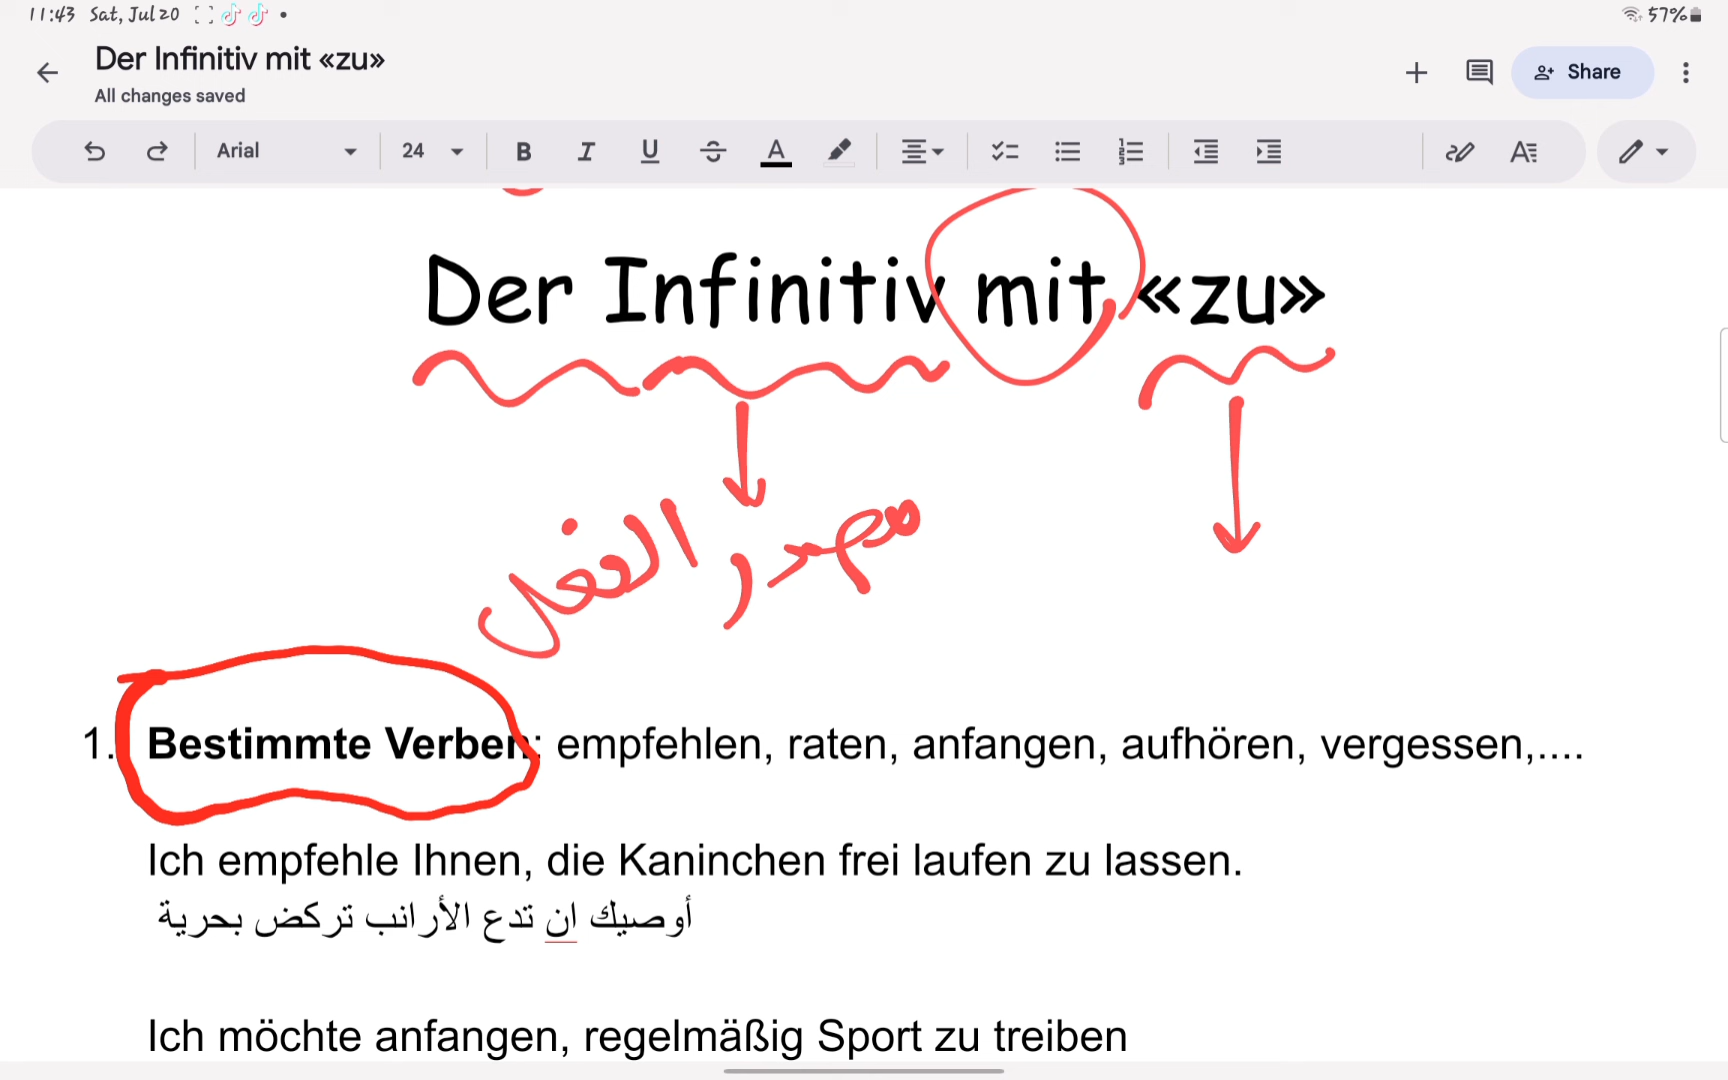 11:43 Sat, Jul 20
57%
Der Infinitiv mit «zu»
All changes saved
Share
Arial
24
B I U S A
Der Infinitiv mit «zu»
مصدر الفعل
1. Bestimmte Verben: empfehlen, raten, anfangen, aufhören, vergessen,....
Ich empfehle Ihnen, die Kaninchen frei laufen zu lassen.
أوصيك ان تدع الأرانب تركض بحرية
Ich möchte anfangen, regelmäßig Sport zu treiben